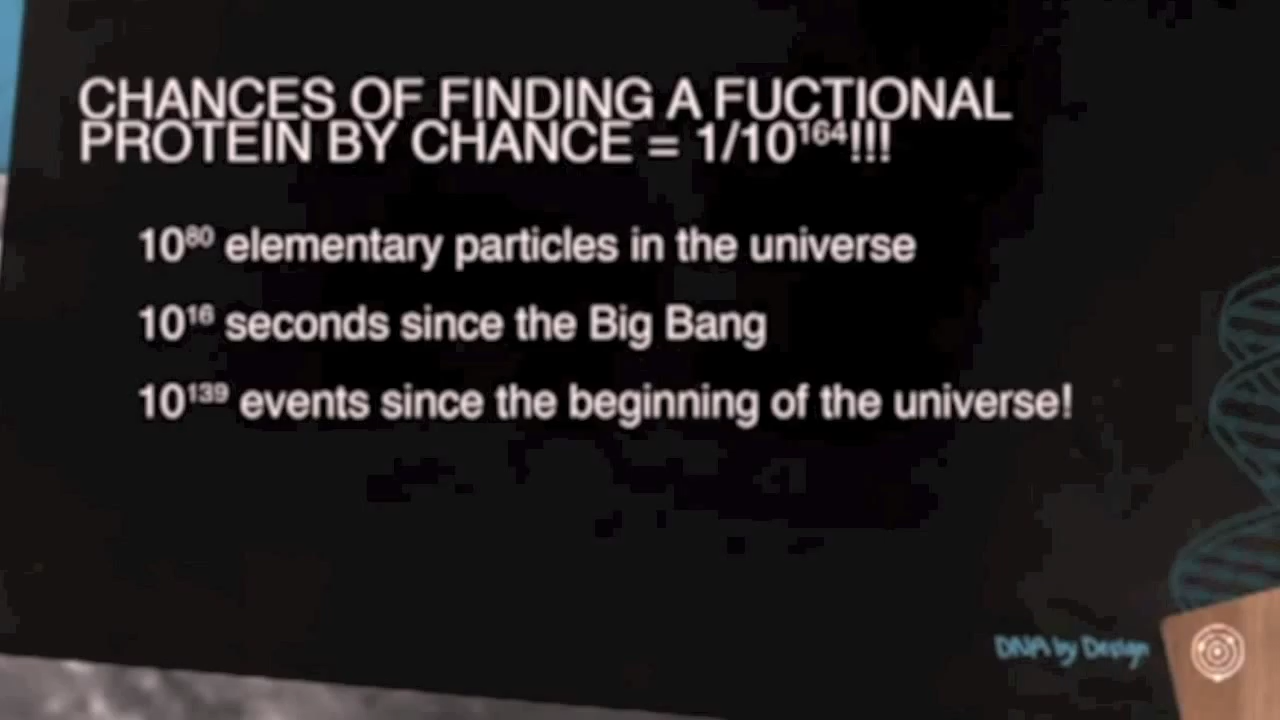 CHANCES OF FINDING A FUCTIONAL
PROTEIN BY CHANCE = 1/10¹⁶⁴!!!
10⁸⁰ elementary particles in the universe
10¹⁶ seconds since the Big Bang
10¹³⁹ events since the beginning of the universe!
DNA by Design